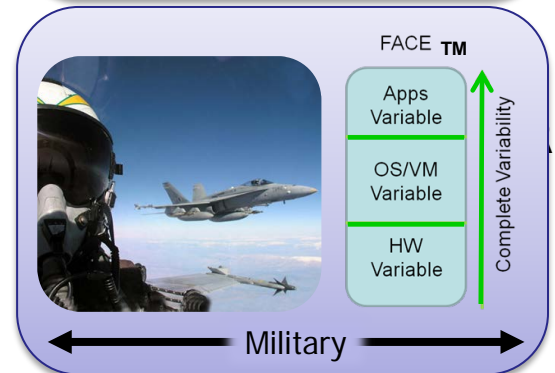 FACE TM
Apps
Variable
OS/VM
Variable
HW
Variable
Complete Variability
Military